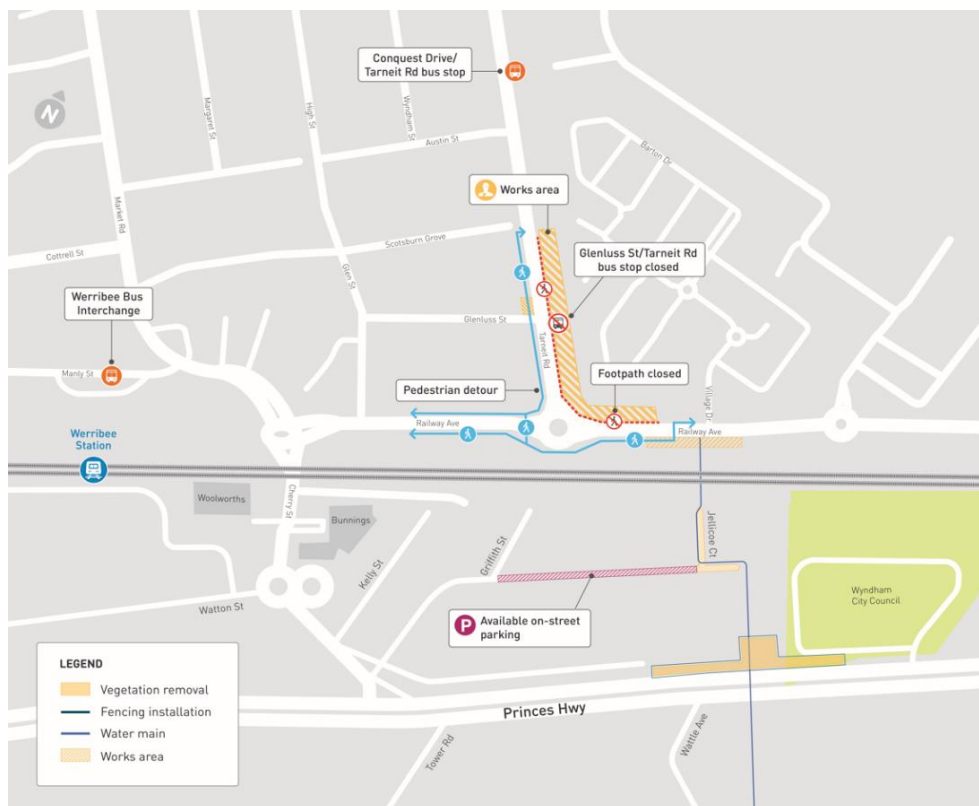 Conquest Drive/
Tarneit Rd bus stop
N
Margaret St
High St
Wyndham St
Austin St
Barton Dr
Market Rd
Works area
Scotsburn Grove
Cottrell St
Glen St
Glenluss St/Tarneit Rd
bus stop closed
Werribee Bus
Interchange
Glenluss St
Tarneit Rd
Manly St
Pedestrian detour
Footpath closed
Village Dr
Railway Ave
Railway Ave
Werribee
Station
Woolworths
Cherry St
Bunnings
Jellicoe Ct
Griffith St
Kelly St
Wyndham
City Council
Watton St
P
Available on-street
parking
LEGEND
Vegetation removal
Fencing installation
Water main
Works area
Princes Hwy
Tower Rd
Wattle Ave